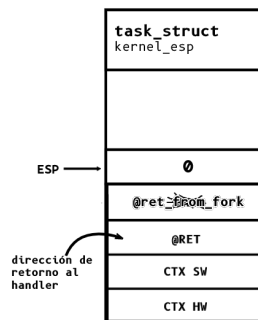 task_struct
kernel_esp
ESP
0
@ret_from_fork
@RET
dirección de
retorno al
handler
CTX SW
CTX HW